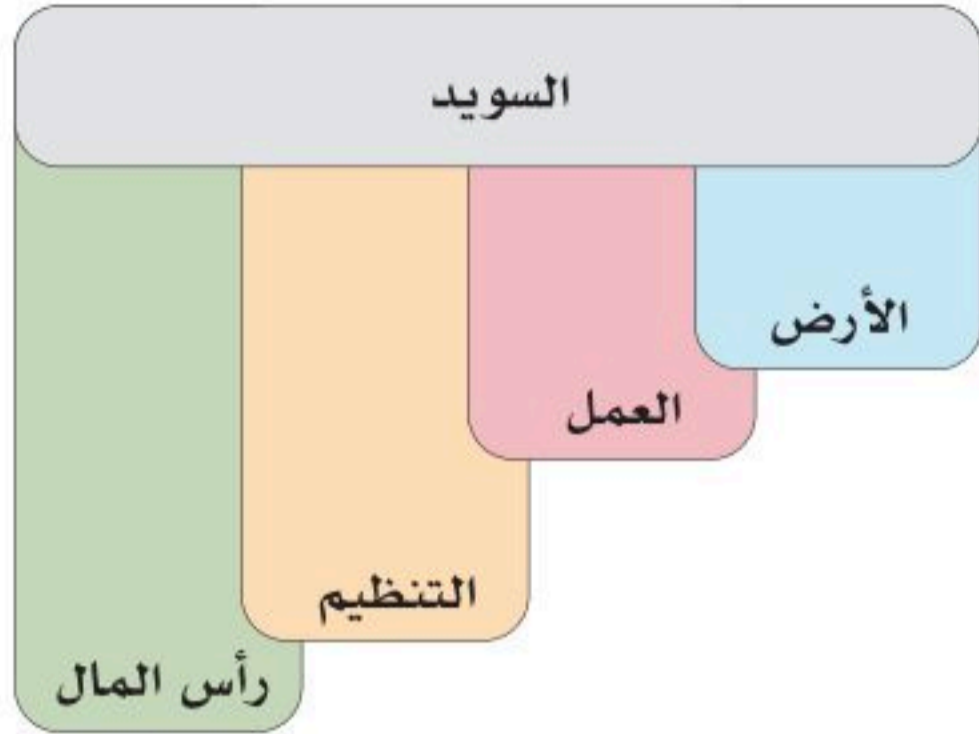 السويد
الأرض
العمل
التنظيم
رأس المال